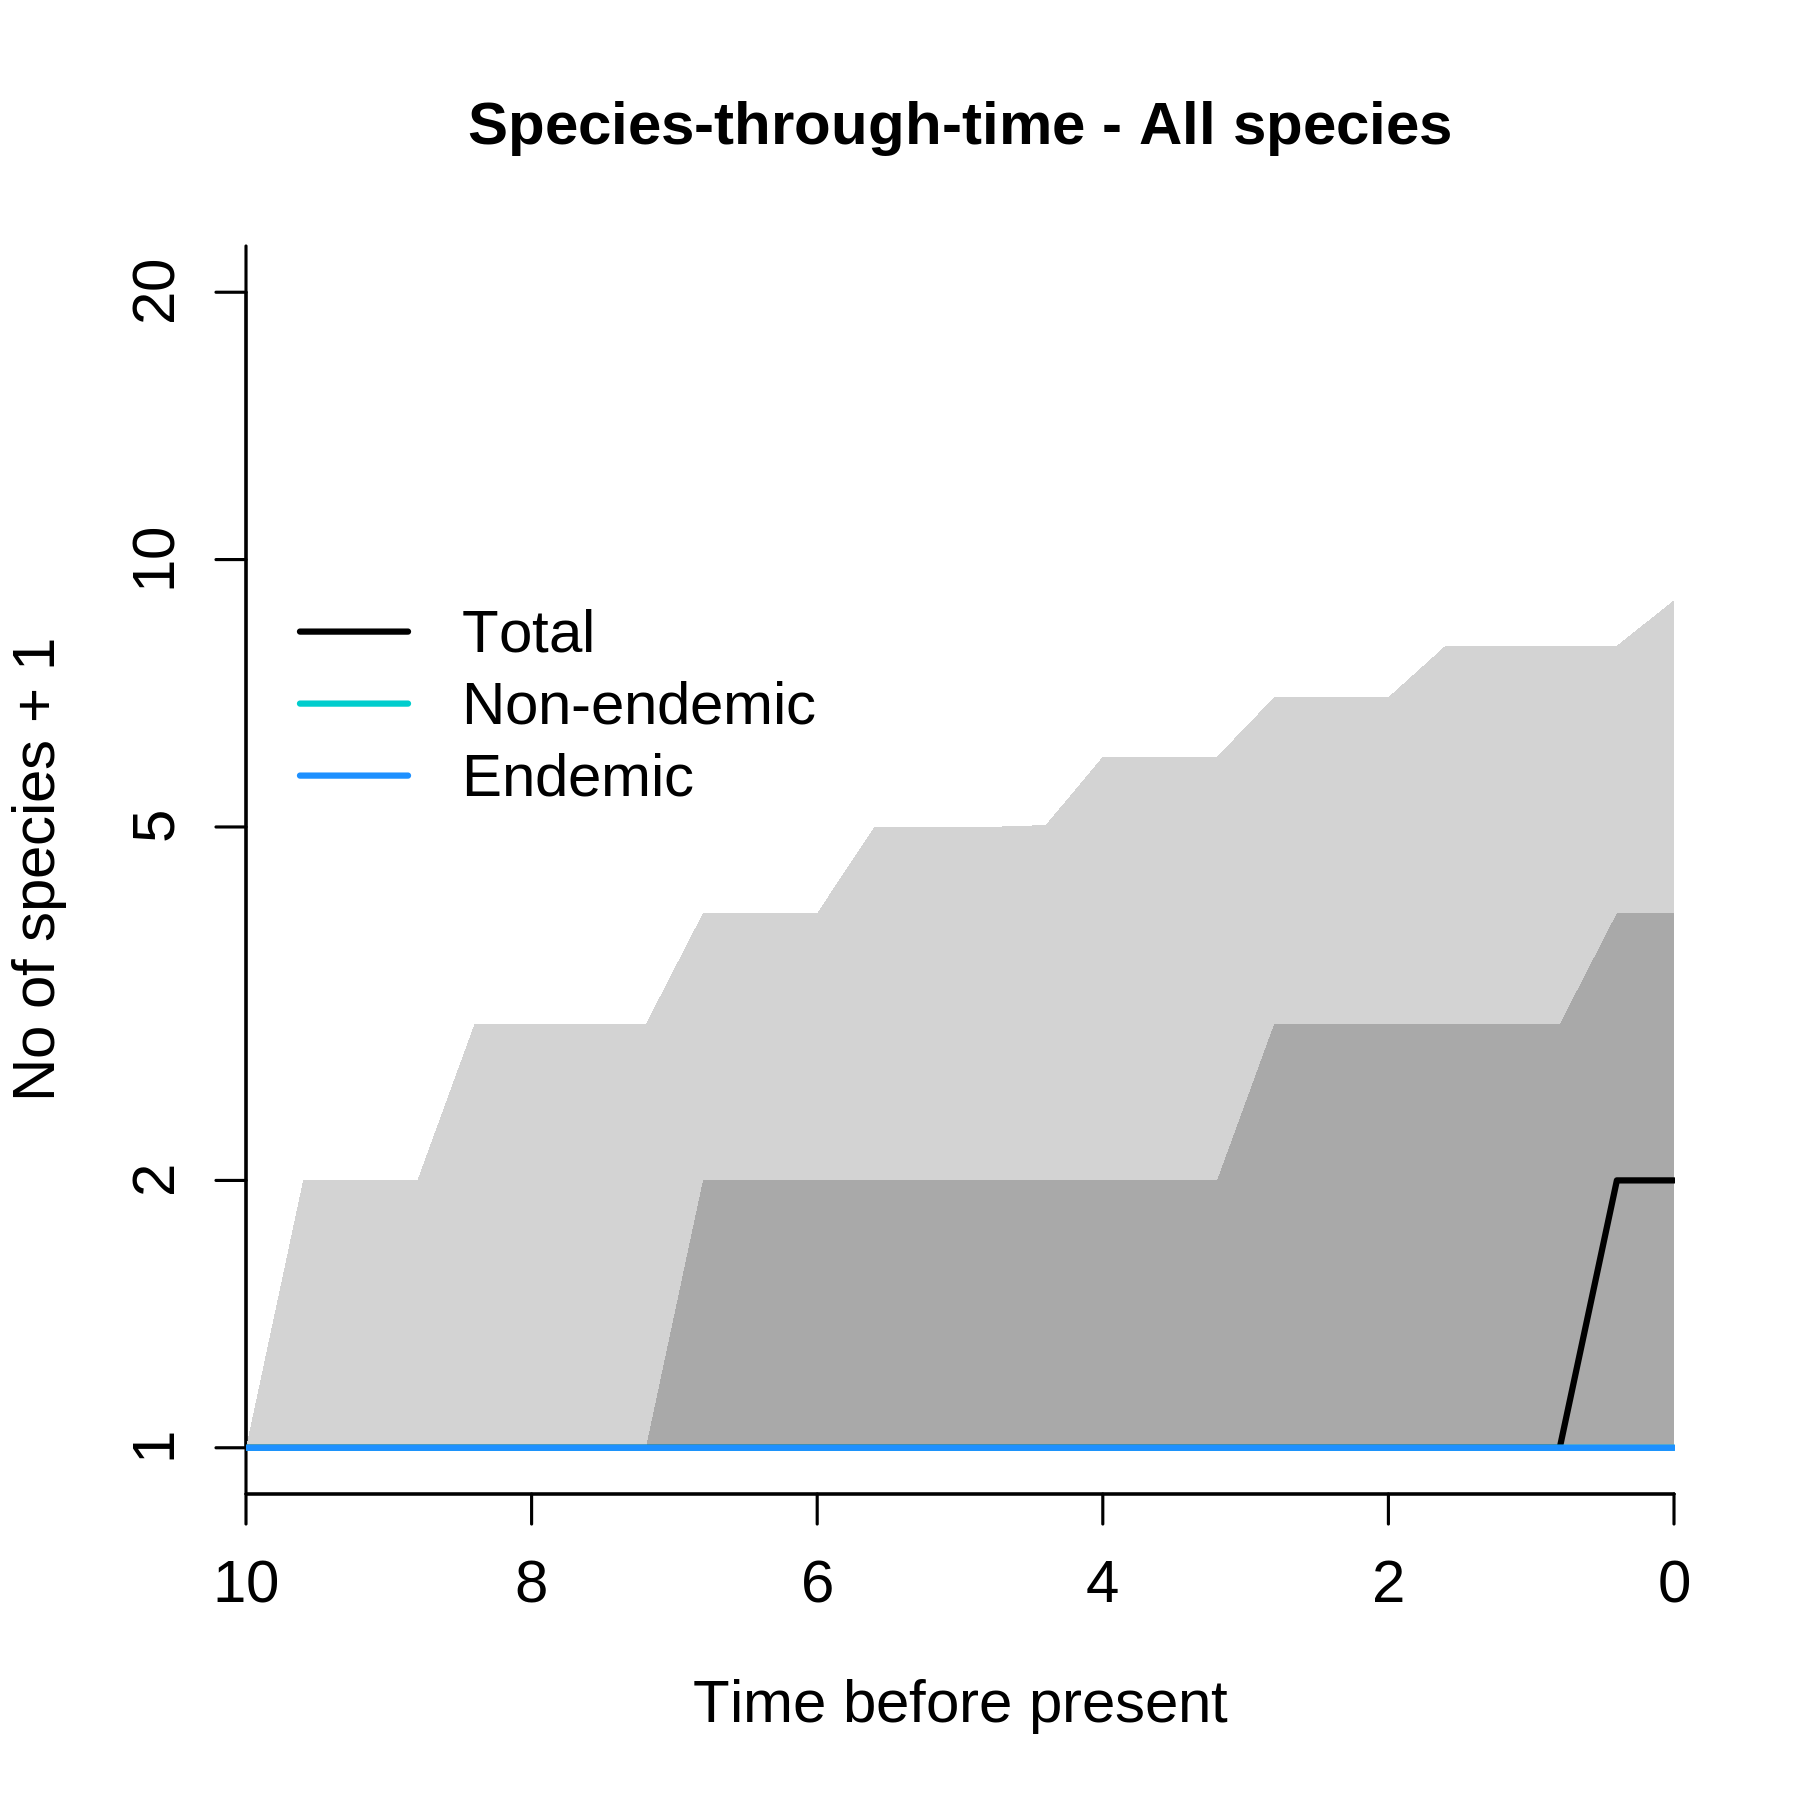 Species-through-time - All species
No of species + 1
20
10
5
2
1
Total
Non-endemic
Endemic
10 8 6 4 2 0
Time before present